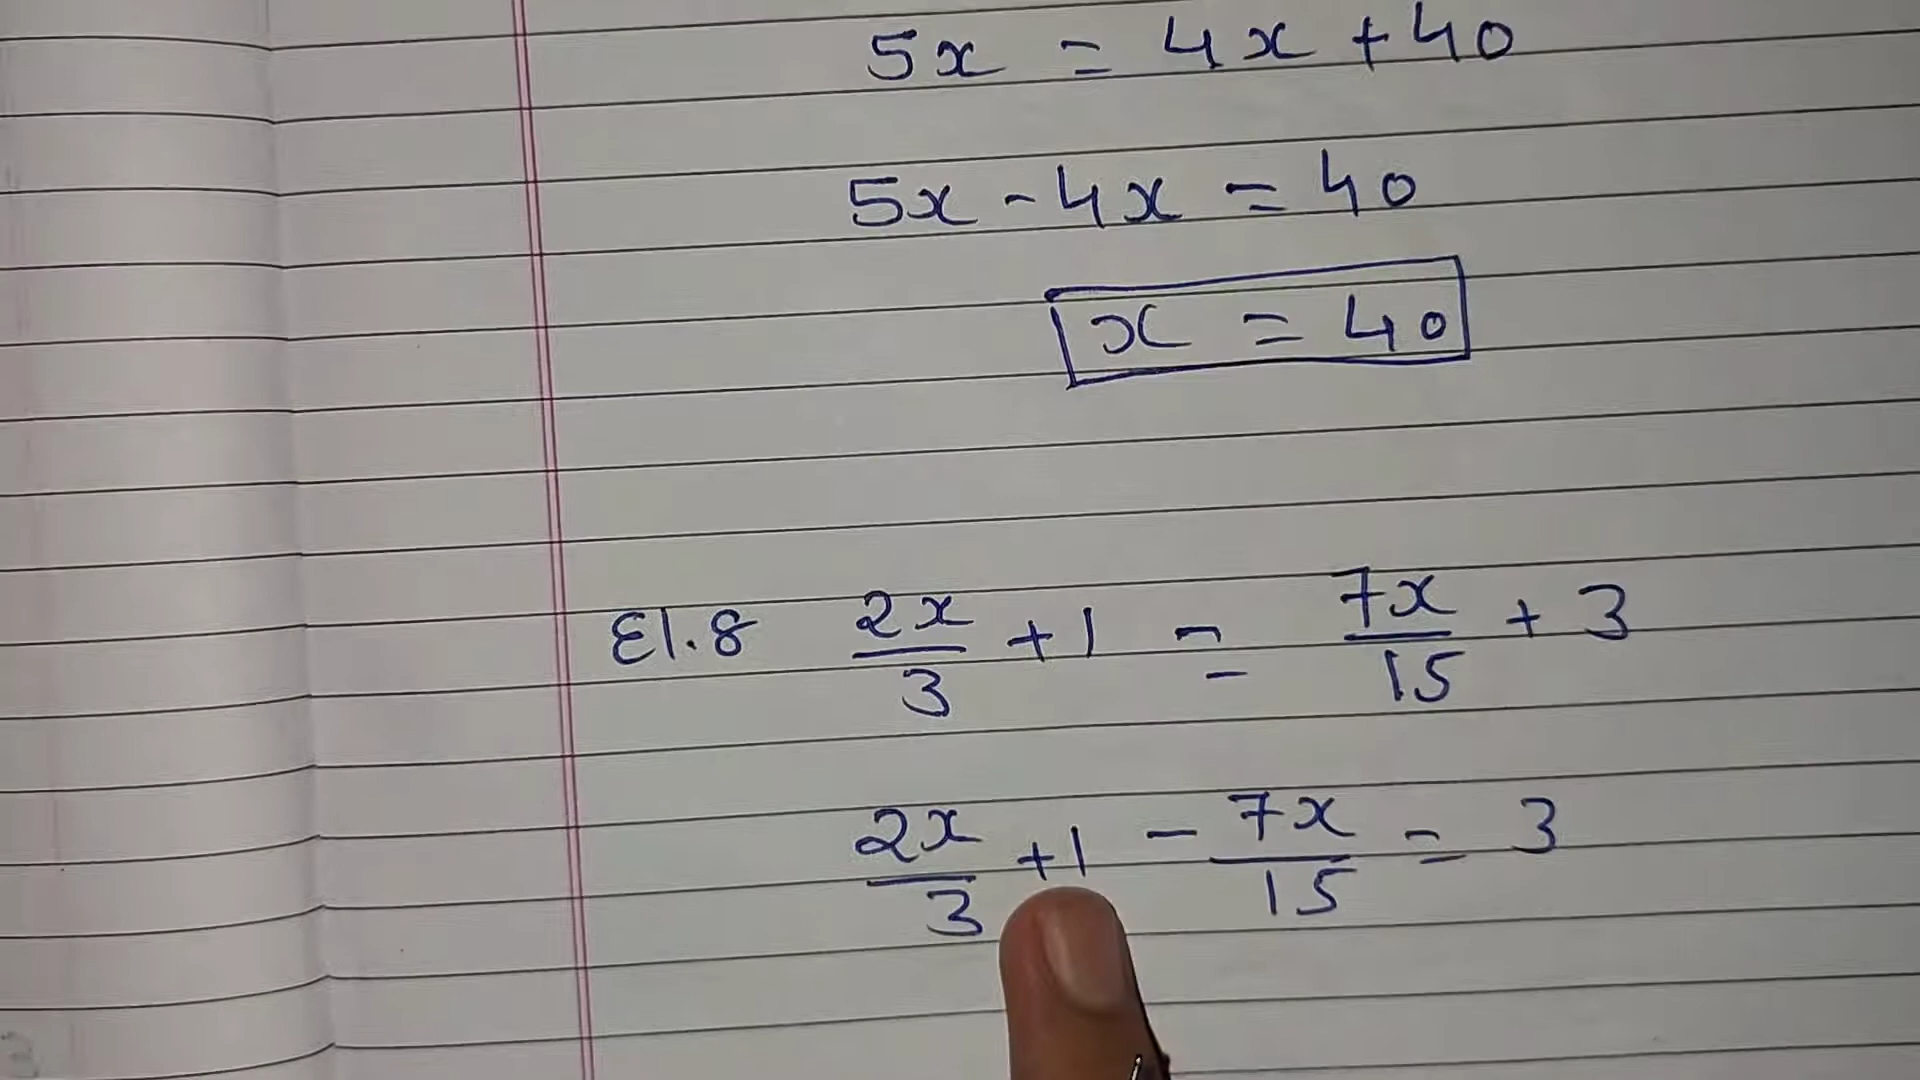 5x = 4x + 40
5x - 4x = 40
x = 40
El.8 2x/3 + 1 = 7x/15 + 3
2x/3 + 1 - 7x/15 = 3